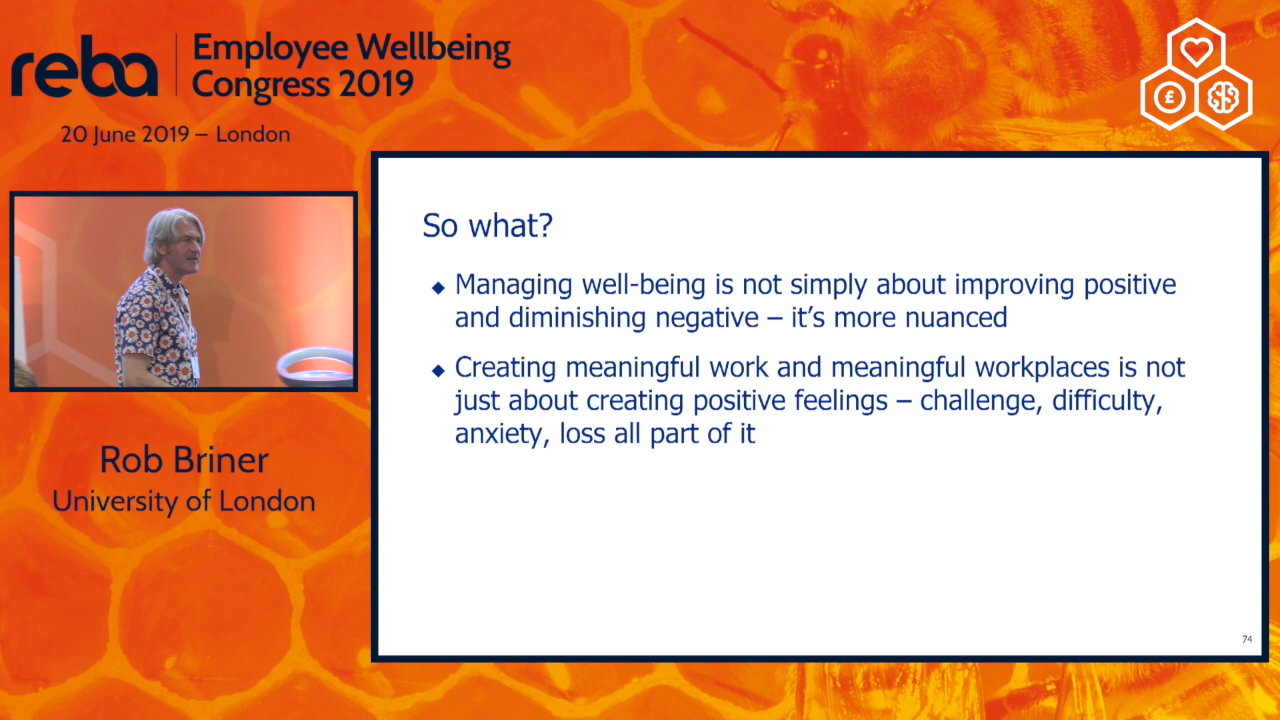 reba
Employee Wellbeing
Congress 2019
20 June 2019 – London
£
So what?
◆ Managing well-being is not simply about improving positive
and diminishing negative – it's more nuanced
◆ Creating meaningful work and meaningful workplaces is not
just about creating positive feelings – challenge, difficulty,
anxiety, loss all part of it
74
Rob Briner
University of London